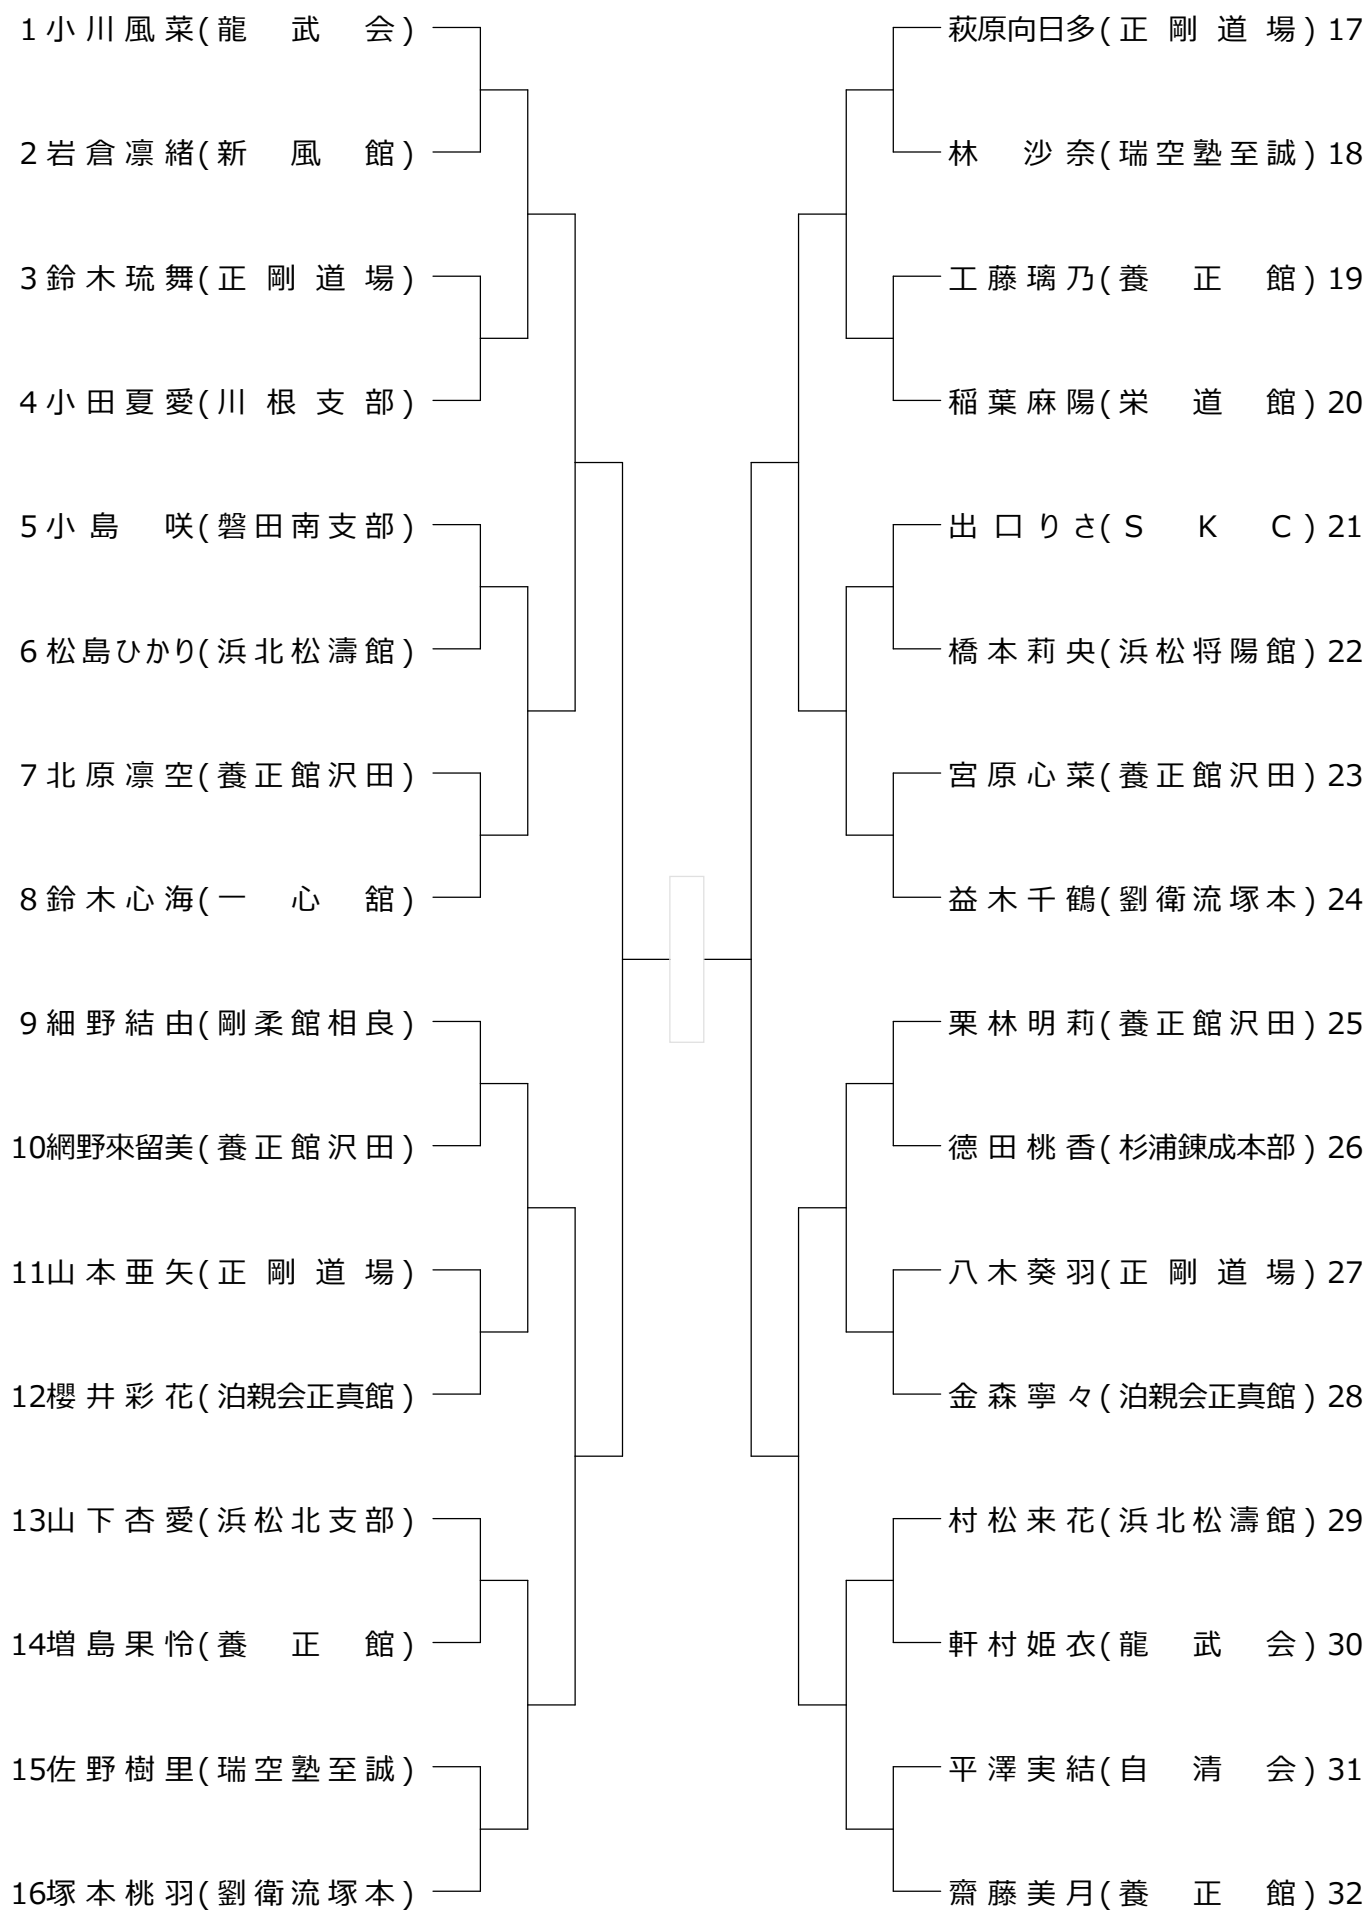 1 小川風菜(龍武会)
2 岩倉凛緒(新風館)
3 鈴木琉舞(正剛道場)
4 小田夏愛(川根支部)
5 小島 咲(磐田南支部)
6 松島ひかり(浜北松濤館)
7 北原凛空(養正館沢田)
8 鈴木心海(一心舘)
9 細野結由(剛柔館相良)
10 網野來留美(養正館沢田)
11 山本亜矢(正剛道場)
12 櫻井彩花(泊親会正真館)
13 山下杏愛(浜松北支部)
14 増島果怜(養正館)
15 佐野樹里(瑞空塾至誠)
16 塚本桃羽(劉衛流塚本)
萩原向日多(正剛道場) 17
林 沙奈(瑞空塾至誠) 18
工藤璃乃(養正館) 19
稲葉麻陽(栄道館) 20
出口りさ(SKC) 21
橋本莉央(浜松将陽館) 22
宮原心菜(養正館沢田) 23
益木千鶴(劉衛流塚本) 24
栗林明莉(養正館沢田) 25
德田桃香(杉浦錬成本部) 26
八木葵羽(正剛道場) 27
金森寧々(泊親会正真館) 28
村松来花(浜北松濤館) 29
軒村姫衣(龍武会) 30
平澤実結(自清会) 31
齋藤美月(養正館) 32